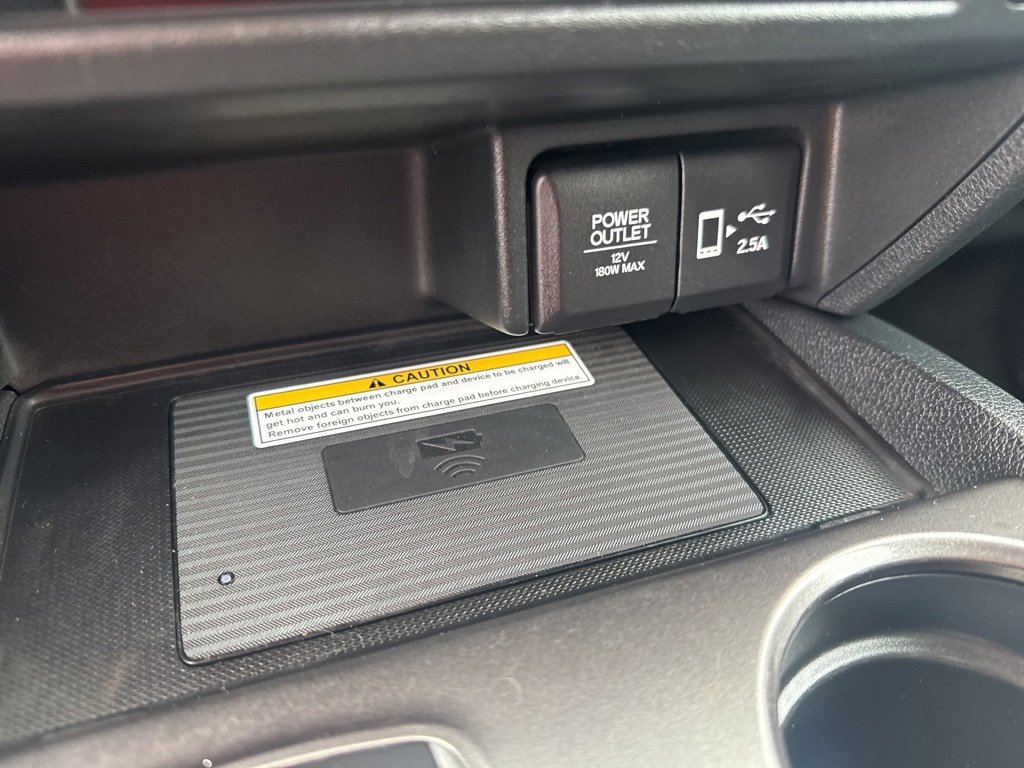 POWER
OUTLET
12V
180W MAX
2.5A
CAUTION
Metal objects between charge pad and device to be charged will
get hot and can burn you.
Remove foreign objects from charge pad before charging device.